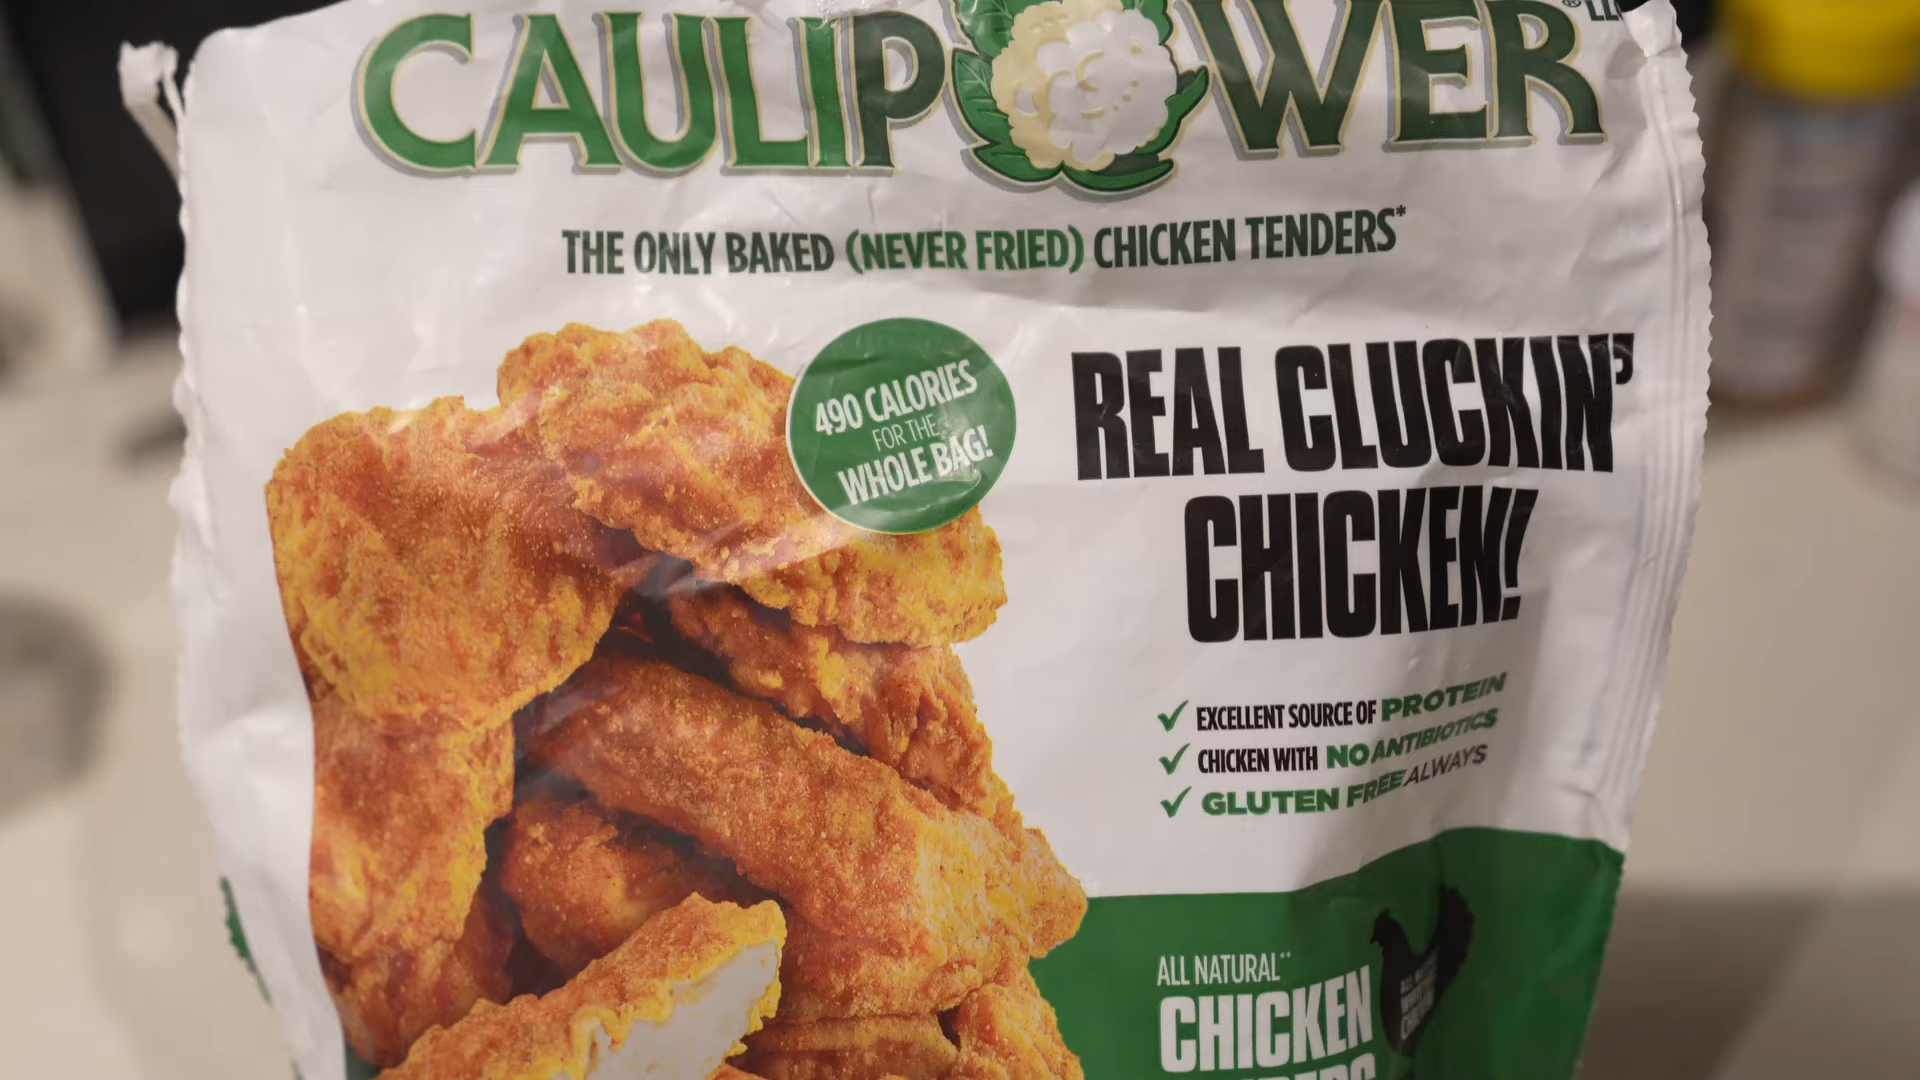 CAULIPOWER®
THE ONLY BAKED (NEVER FRIED) CHICKEN TENDERS*
490 CALORIES
FOR THE
WHOLE BAG!
REAL CLUCKIN'
CHICKEN!
✓ EXCELLENT SOURCE OF PROTEIN
✓ CHICKEN WITH NO ANTIBIOTICS
✓ GLUTEN FREE ALWAYS
ALL NATURAL**
CHICKEN